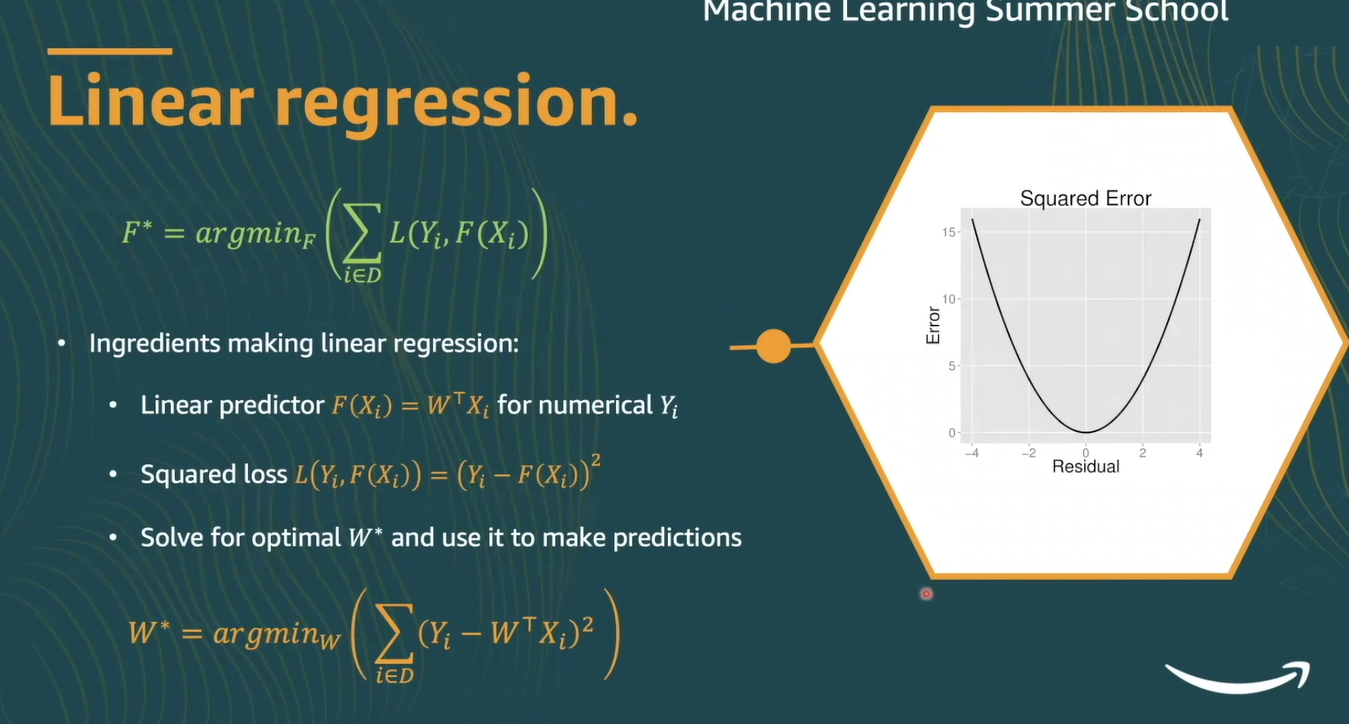 Machine Learning Summer School
Linear regression.
F* = argmin_F ( ∑_{i∈D} L(Y_i, F(X_i) )
• Ingredients making linear regression:
• Linear predictor F(X_i) = W^⊤X_i for numerical Y_i
• Squared loss L(Y_i, F(X_i)) = (Y_i − F(X_i))^2
• Solve for optimal W* and use it to make predictions
W* = argmin_W ( ∑_{i∈D} (Y_i − W^⊤X_i)^2 )
Squared Error
Error
15
10
5
0
−4 −2 0 2 4
Residual